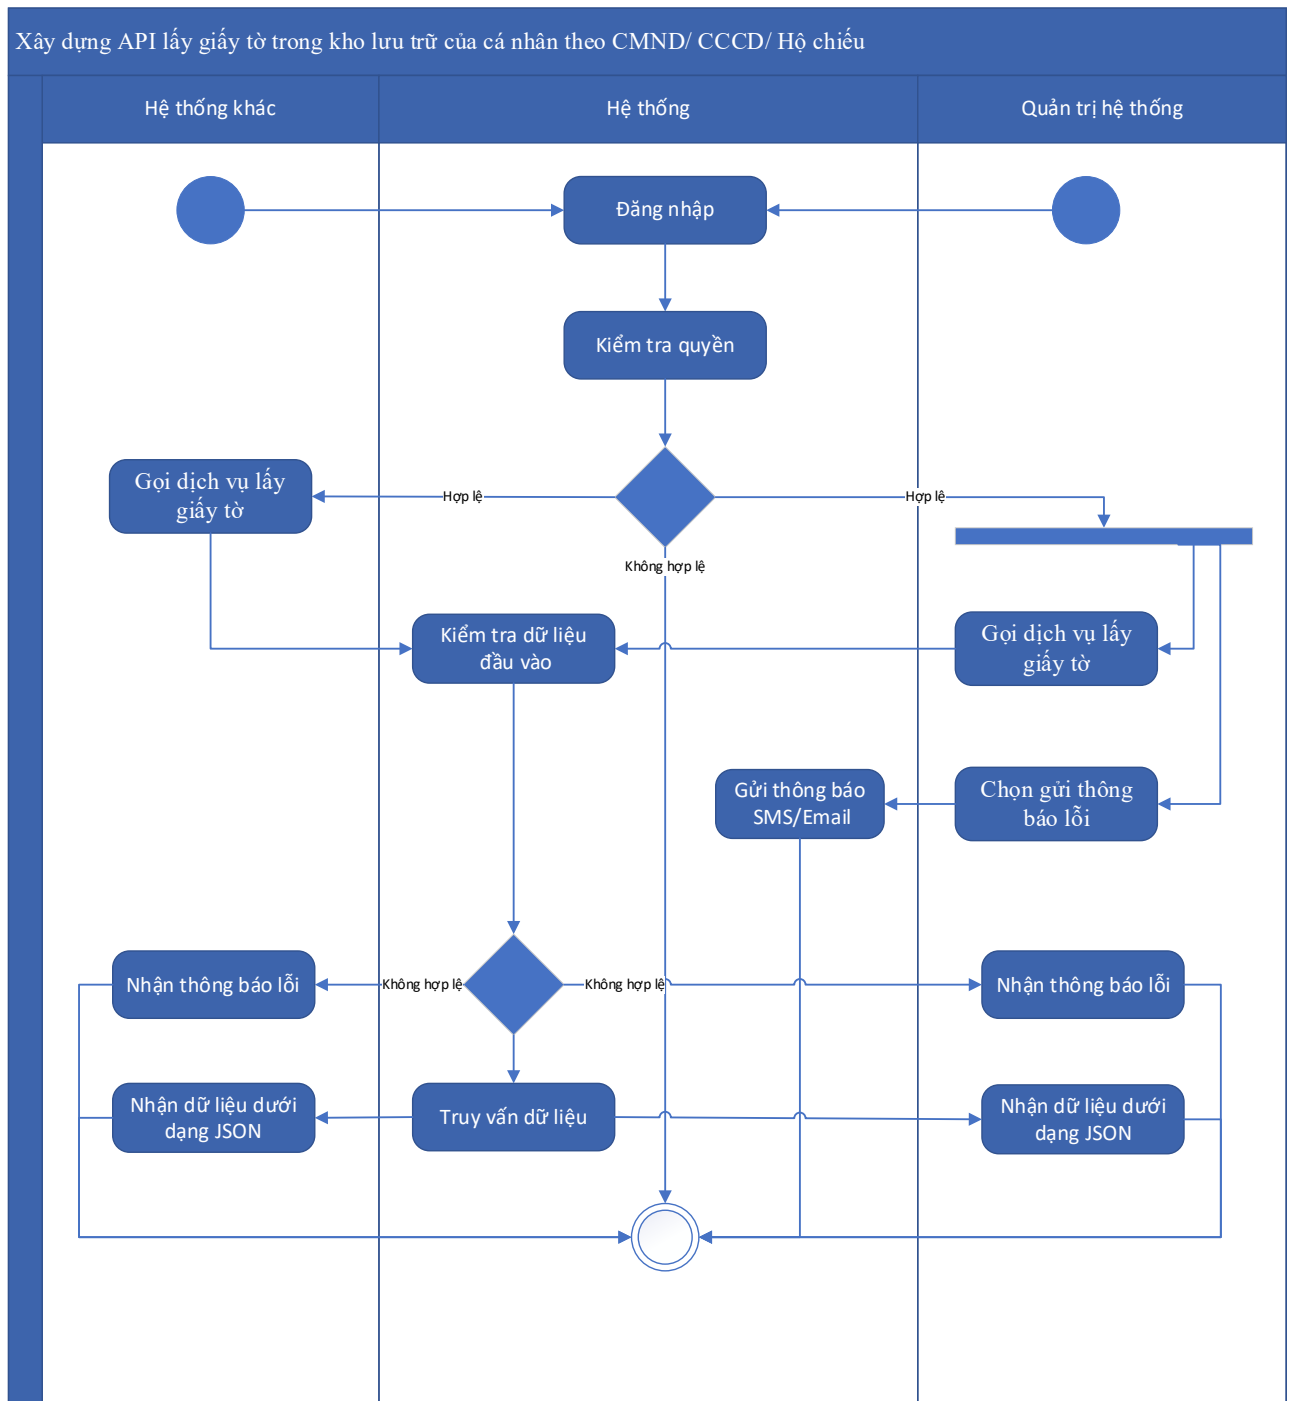 Xây dựng API lấy giấy tờ trong kho lưu trữ của cá nhân theo CMND/ CCCD/ Hộ chiếu
Hệ thống khác
Hệ thống
Quản trị hệ thống
Đăng nhập
Kiểm tra quyền
Gọi dịch vụ lấy
giấy tờ
Hợp lệ
Hợp lệ
Không hợp lệ
Kiểm tra dữ liệu
đầu vào
Gọi dịch vụ lấy
giấy tờ
Gửi thông báo
SMS/Email
Chọn gửi thông
báo lỗi
Nhận thông báo lỗi
Không hợp lệ
Không hợp lệ
Nhận thông báo lỗi
Nhận dữ liệu dưới
dạng JSON
Truy vấn dữ liệu
Nhận dữ liệu dưới
dạng JSON